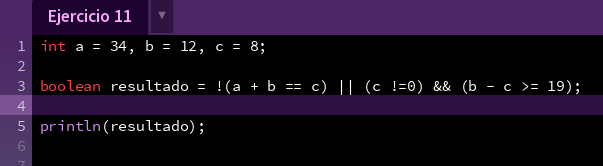 Ejercicio 11 ▼
1 int a = 34, b = 12, c = 8;
2
3 boolean resultado = !(a + b == c) || (c !=0) && (b - c >= 19);
4
5 println(resultado);
6
7